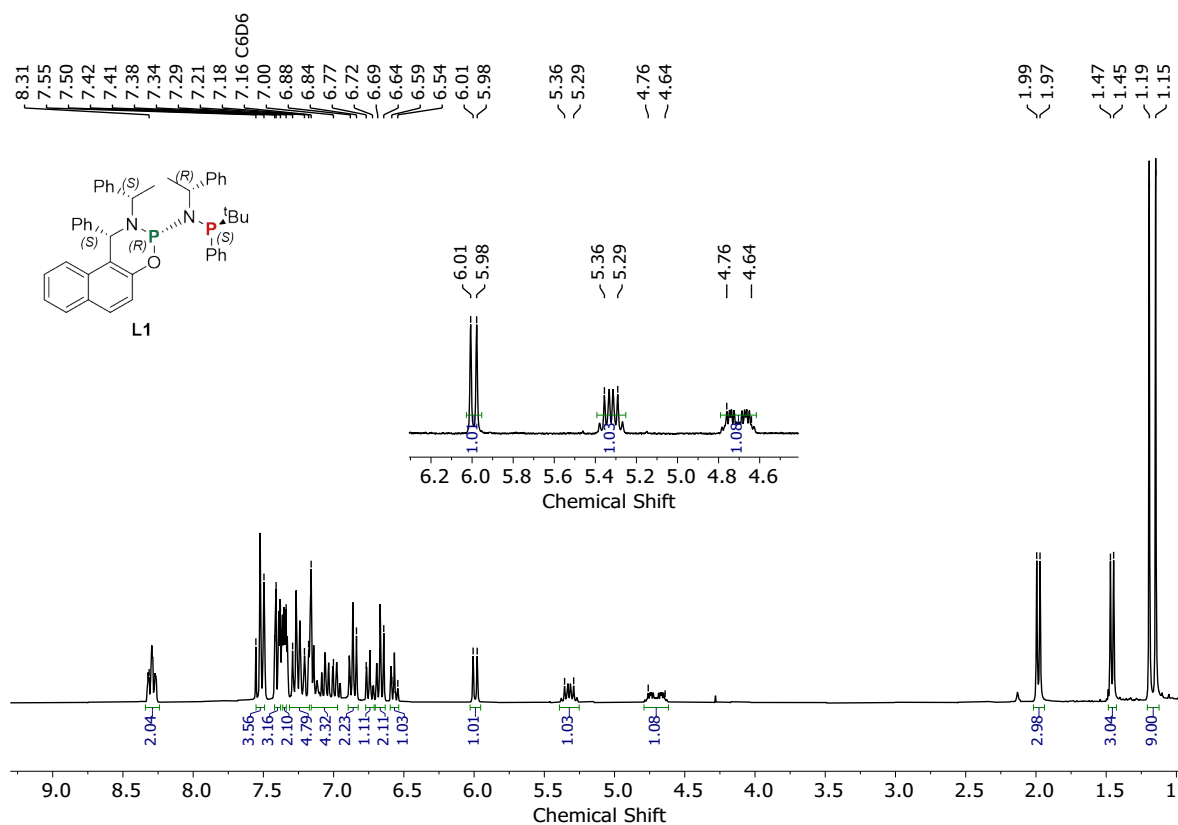 8.31 7.55 7.50 7.42 7.41 7.38 7.34 7.29 7.21 7.18 7.16 C6D6 7.00 6.88 6.84 6.77 6.72 6.69 6.64 6.59 6.54 6.01 5.98 5.36 5.29 4.76 4.64 1.99 1.97 1.47 1.45 1.19 1.15
Ph (S) (R) Ph
Ph N N P tBu
(S) P (R) (S)
O Ph
L1
6.01 5.98 5.36 5.29 4.76 4.64
1.01 1.03 1.08
6.2 6.0 5.8 5.6 5.4 5.2 5.0 4.8 4.6
Chemical Shift
2.04 3.56 3.16 2.10 4.79 4.32 2.23 1.11 2.11 1.03 1.01 1.03 1.08 2.98 3.04 9.00
9.0 8.5 8.0 7.5 7.0 6.5 6.0 5.5 5.0 4.5 4.0 3.5 3.0 2.5 2.0 1.5 1
Chemical Shift